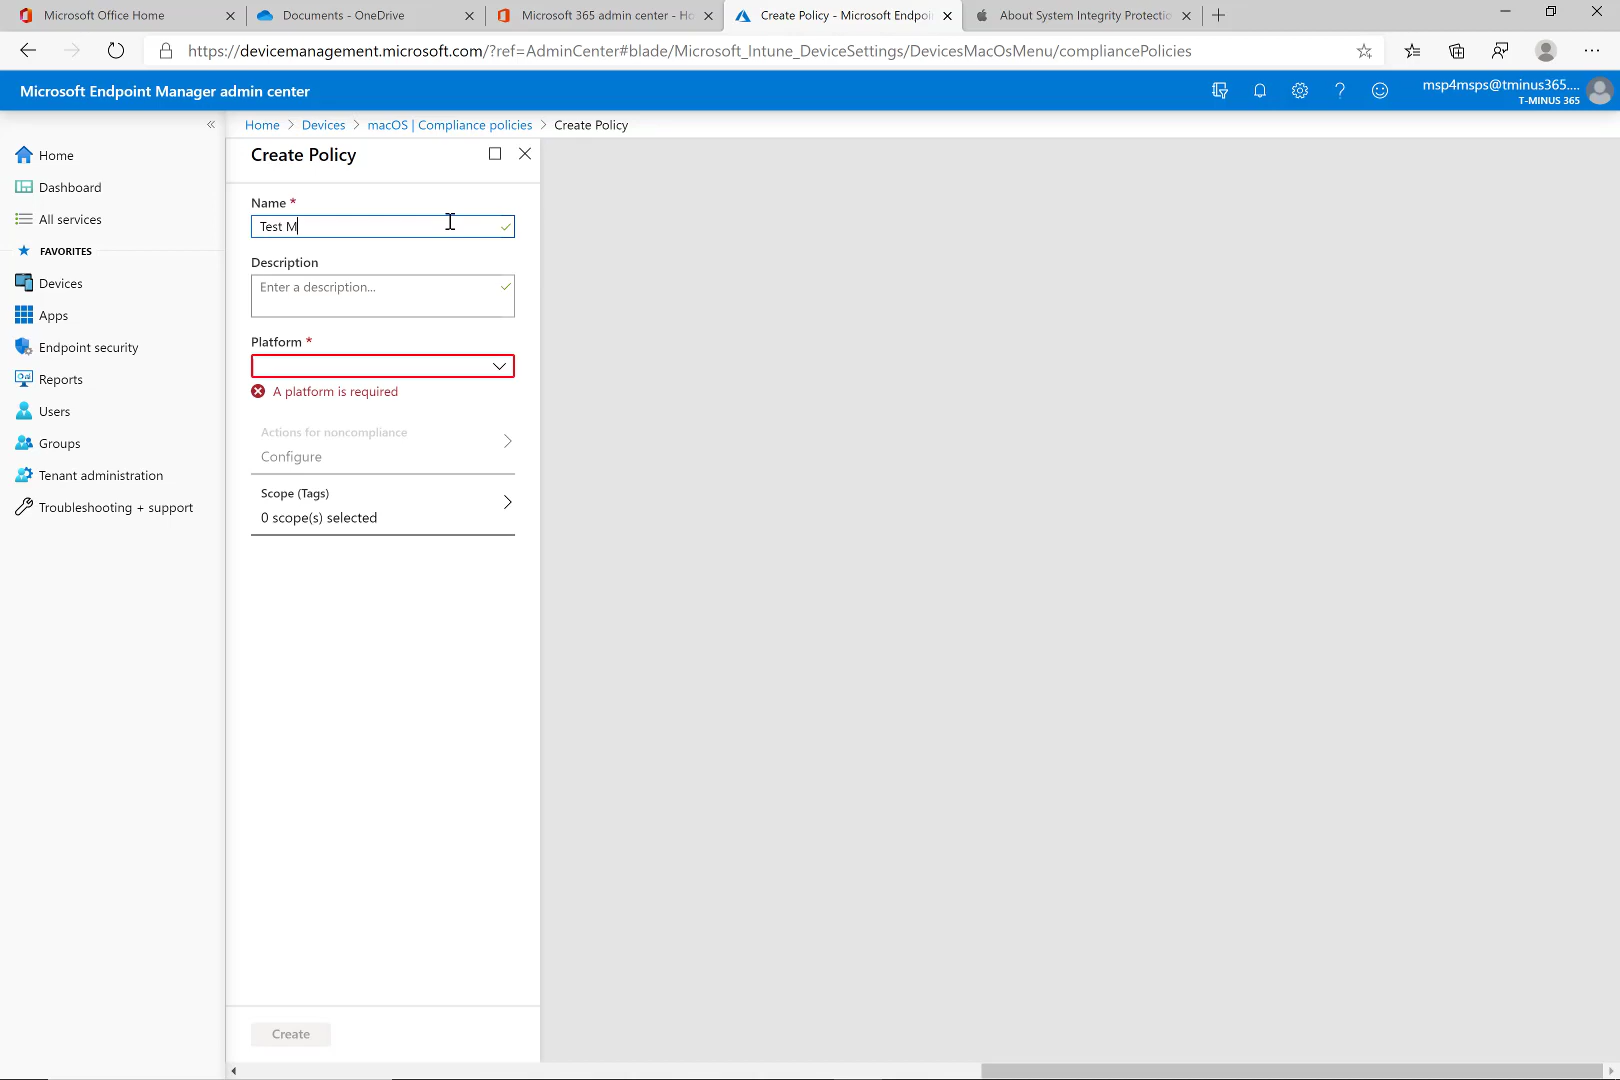 Microsoft Office Home
Documents - OneDrive
Microsoft 365 admin center - Ho
Create Policy - Microsoft Endpoi
About System Integrity Protectio
https://devicemanagement.microsoft.com/?ref=AdminCenter#blade/Microsoft_Intune_DeviceSettings/DevicesMacOsMenu/compliancePolicies
Microsoft Endpoint Manager admin center
msp4msps@tminus365....
T-MINUS 365
Home > Devices > macOS | Compliance policies > Create Policy
Home
Dashboard
All services
FAVORITES
Devices
Apps
Endpoint security
Reports
Users
Groups
Tenant administration
Troubleshooting + support
Create Policy
Name *
Test M
Description
Enter a description...
Platform *
A platform is required
Actions for noncompliance
Configure
Scope (Tags)
0 scope(s) selected
Create